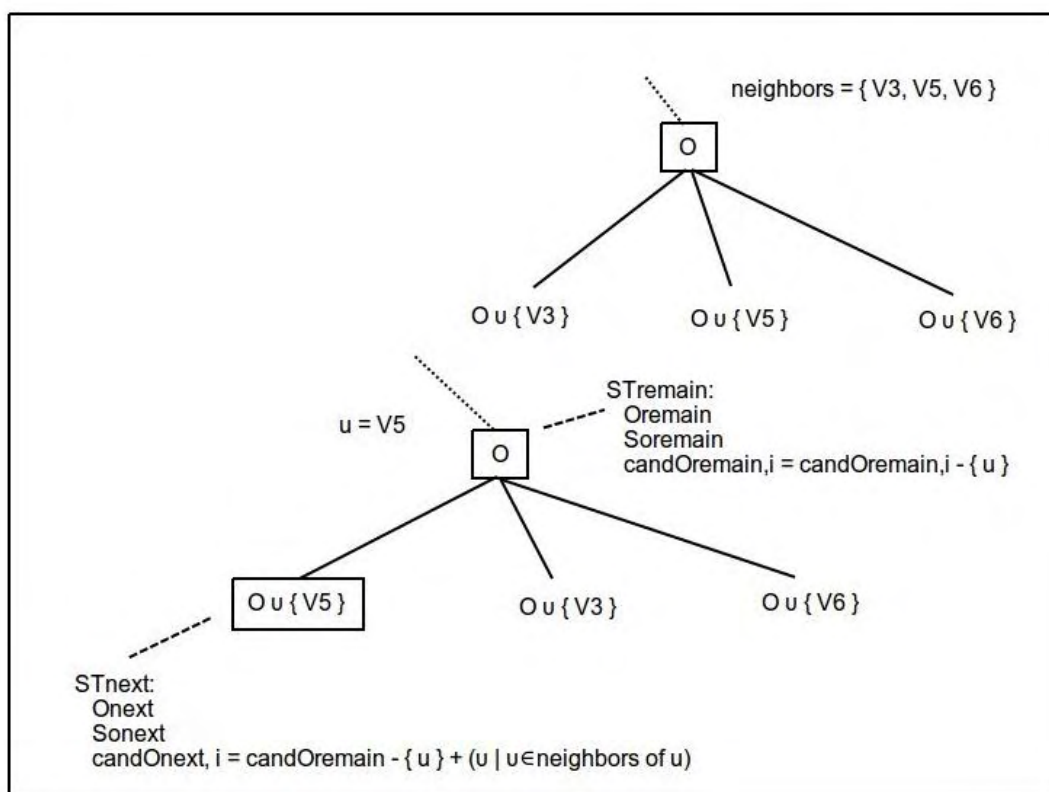 neighbors = { V3, V5, V6 }
O
O υ { V3 }
O υ { V5 }
O υ { V6 }
STremain:
Oremain
Soremain
candOremain,i = candOremain,i - { u }
u = V5
O
O υ { V5 }
O υ { V3 }
O υ { V6 }
STnext:
Onext
Sonext
candOnext, i = candOremain - { u } + (υ | υ∈neighbors of u)